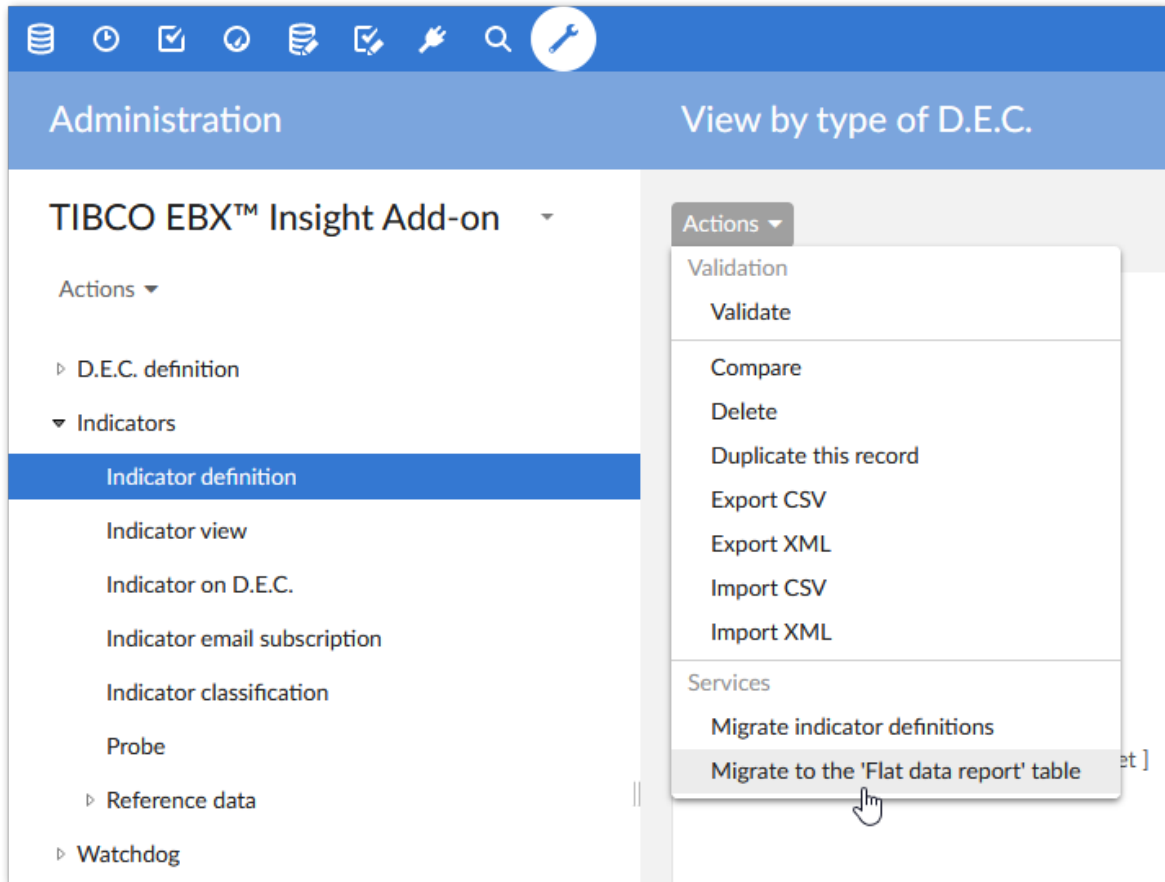 Administration
View by type of D.E.C.
TIBCO EBX™ Insight Add-on
Actions
D.E.C. definition
Indicators
Indicator definition
Indicator view
Indicator on D.E.C.
Indicator email subscription
Indicator classification
Probe
Reference data
Watchdog
Actions
Validation
Validate
Compare
Delete
Duplicate this record
Export CSV
Export XML
Import CSV
Import XML
Services
Migrate indicator definitions
Migrate to the 'Flat data report' table
et ]